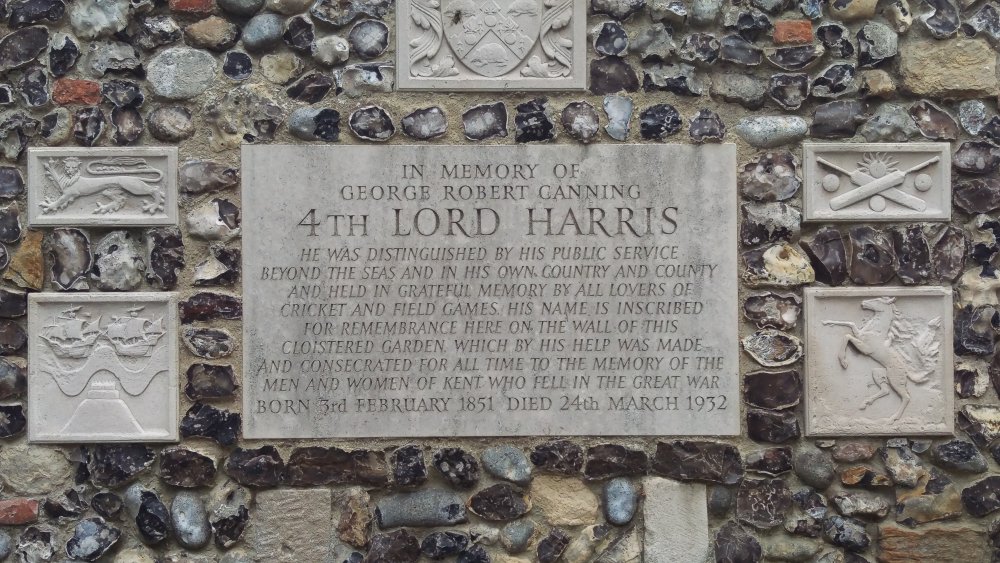 IN MEMORY OF
GEORGE ROBERT CANNING
4TH LORD HARRIS
HE WAS DISTINGUISHED BY HIS PUBLIC SERVICE
BEYOND THE SEAS AND IN HIS OWN COUNTRY AND COUNTY
AND HELD IN GRATEFUL MEMORY BY ALL LOVERS OF
CRICKET AND FIELD GAMES. HIS NAME IS INSCRIBED
FOR REMEMBRANCE HERE ON THE WALL OF THIS
CLOISTERED GARDEN, WHICH BY HIS HELP WAS MADE
AND CONSECRATED FOR ALL TIME TO THE MEMORY OF THE
MEN AND WOMEN OF KENT WHO FELL IN THE GREAT WAR
BORN 3rd FEBRUARY 1851 DIED 24th MARCH 1932